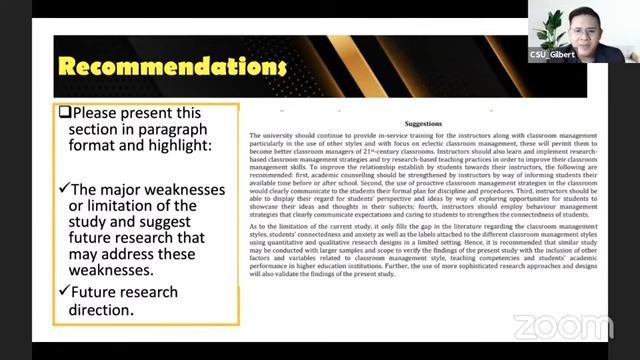 Recommendations
CSU_Gilbert
Please present this
section in paragraph
format and highlight:
The major weaknesses
or limitation of the
study and suggest
future research that
may address these
weaknesses.
Future research
direction.
Suggestions
The university should continue to provide in-service training for the instructors along with classroom management
particularly in the use of other styles and with focus on eclectic classroom management, these will permit them to
become better classroom managers of 21st-century classrooms. Instructors should also learn and implement research-
based classroom management strategies and try research-based teaching practices in order to improve their classroom
management skills. To improve the relationship establish by students towards their instructors, the following are
recommended: first, academic counselling should be strengthened by instructors by way of informing students their
available time before or after school. Second, the use of proactive classroom management strategies in the classroom
would clearly communicate to the students their formal plan for discipline and procedures. Third, instructors should
be able to display their regard for students' perspective and ideas by way of exploring opportunities for students to
showcase their ideas and thoughts in their subjects; fourth, instructors should employ behaviour management
strategies that clearly communicate expectations and caring to students to strengthen the connectedness of students.
As to the limitation of the current study, it only fills the gap in the literature regarding the classroom management
styles, students' connectedness and anxiety as well as the labels attached to the different classroom management styles
using quantitative and qualitative research designs in a limited setting. Hence, it is recommended that similar study
may be conducted with larger samples and scope to verify the findings of the present study with the inclusion of other
factors and variables related to classroom management style, teaching competencies and students' academic
performance in higher education institutions. Further, the use of more sophisticated research approaches and designs
will also validate the findings of the present study.
zoom